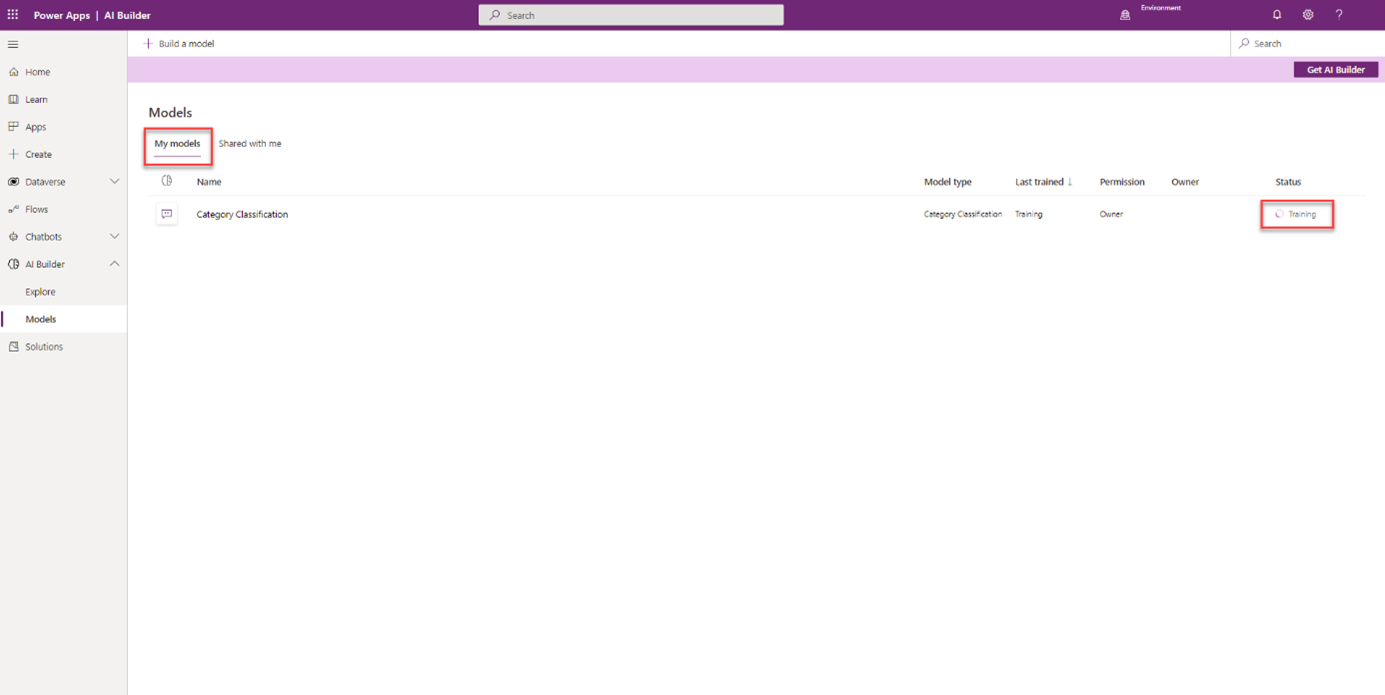 Power Apps | AI Builder
Search
Environment
?
Build a model
Search
Get AI Builder
Home
Learn
Apps
Create
Dataverse
Flows
Chatbots
AI Builder
Explore
Models
Solutions
Models
My models Shared with me
Name Model type Last trained ↓ Permission Owner Status
Category Classification Category Classification Training Owner Training